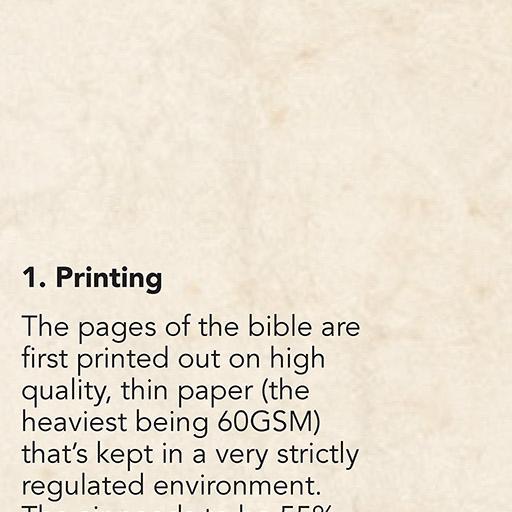 1. Printing
The pages of the bible are
first printed out on high
quality, thin paper (the
heaviest being 60GSM)
that's kept in a very strictly
regulated environment.